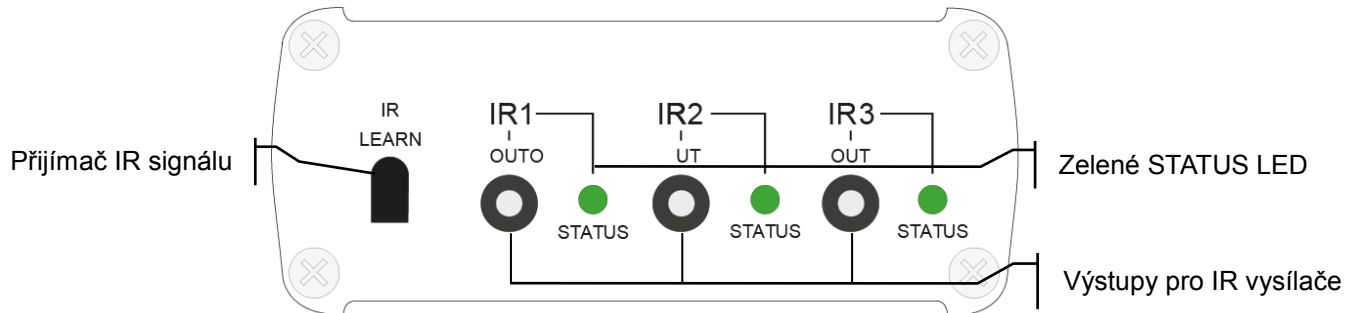 IR
LEARN
IR1
OUTO
STATUS
IR2
UT
STATUS
IR3
OUT
STATUS
Přijímač IR signálu
Zelené STATUS LED
Výstupy pro IR vysílače